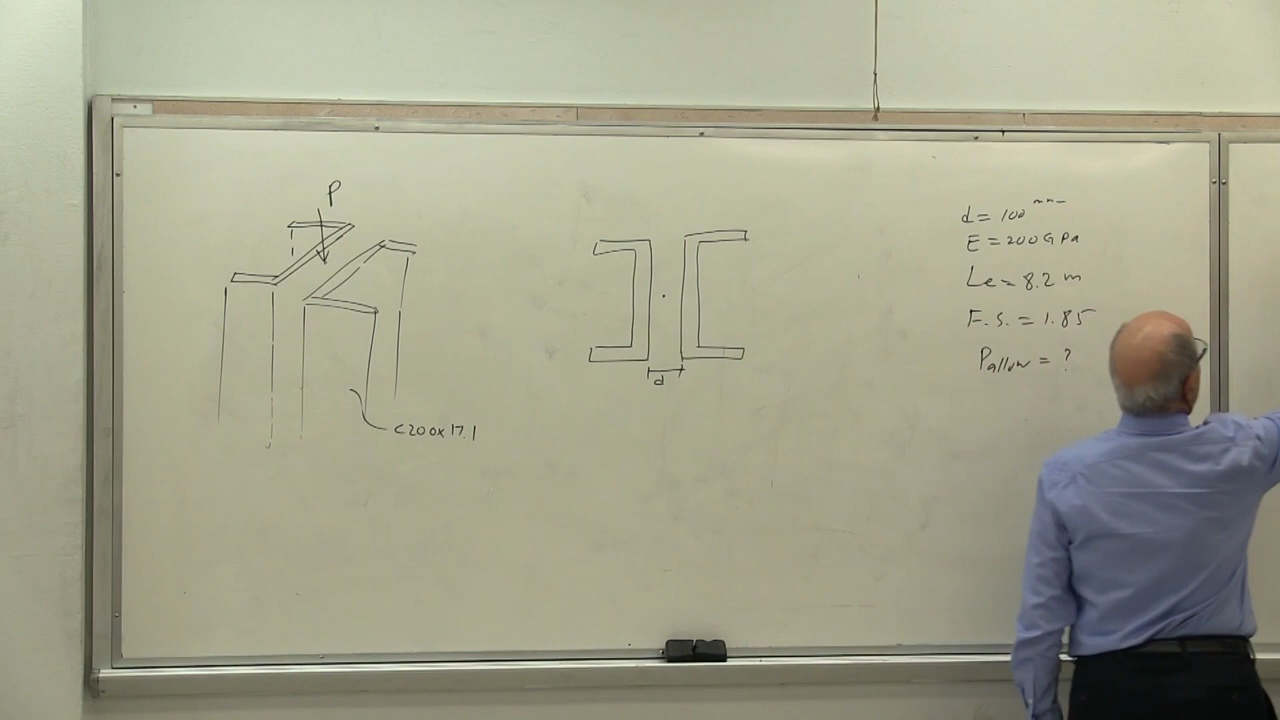 P
C200x17.1
d
d = 100 mm
E = 200 GPa
Le = 8.2 m
F.S. = 1.85
Pallow = ?